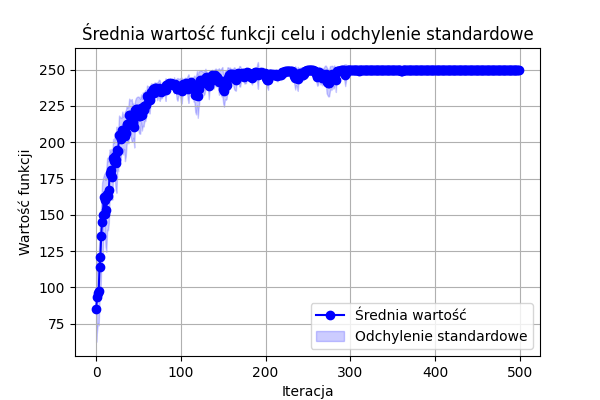 Średnia wartość funkcji celu i odchylenie standardowe
250
225
200
175
150
125
100
75
Wartość funkcji
0 100 200 300 400 500
Iteracja
Średnia wartość
Odchylenie standardowe